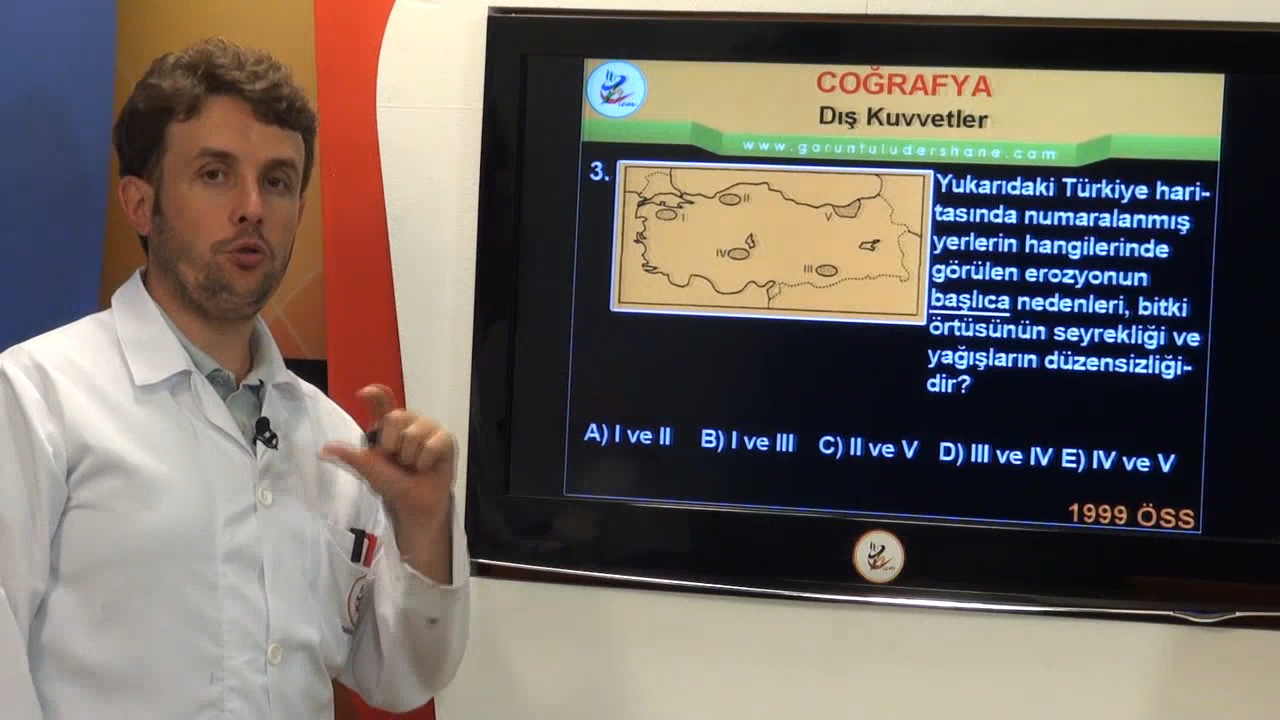 COĞRAFYA
Dış Kuvvetler
www.goruntuludershane.com
3.
II
I
V
IV
III
Yukarıdaki Türkiye hari-
tasında numaralanmış
yerlerin hangilerinde
görülen erozyonun
başlıca nedenleri, bitki
örtüsünün seyrekliği ve
yağışların düzensizliği-
dir?
A) I ve II B) I ve III C) II ve V D) III ve IV E) IV ve V
1999 ÖSS